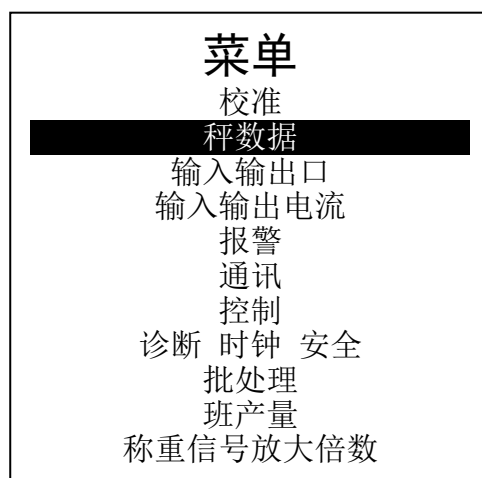 菜单
校准
秤数据
输入输出口
输入输出电流
报警
通讯
控制
诊断 时钟 安全
批处理
班产量
称重信号放大倍数